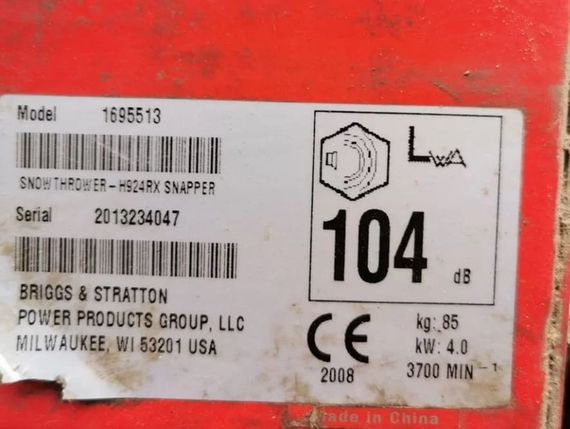 Model 1695513
SNOWTHROWER-H924RX SNAPPER
Serial 2013234047
BRIGGS & STRATTON
POWER PRODUCTS GROUP, LLC
MILWAUKEE, WI 53201 USA
LWA
104 dB
CE
2008
kg: 85
kW: 4.0
3700 MIN -1
Made in China